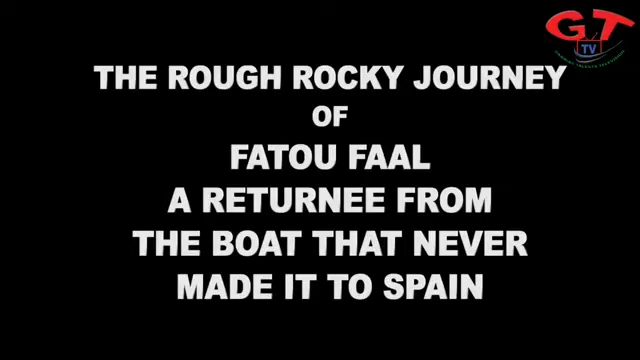 GT
TV
THE ROUGH ROCKY JOURNEY
OF
FATOU FAAL
A RETURNEE FROM
THE BOAT THAT NEVER
MADE IT TO SPAIN